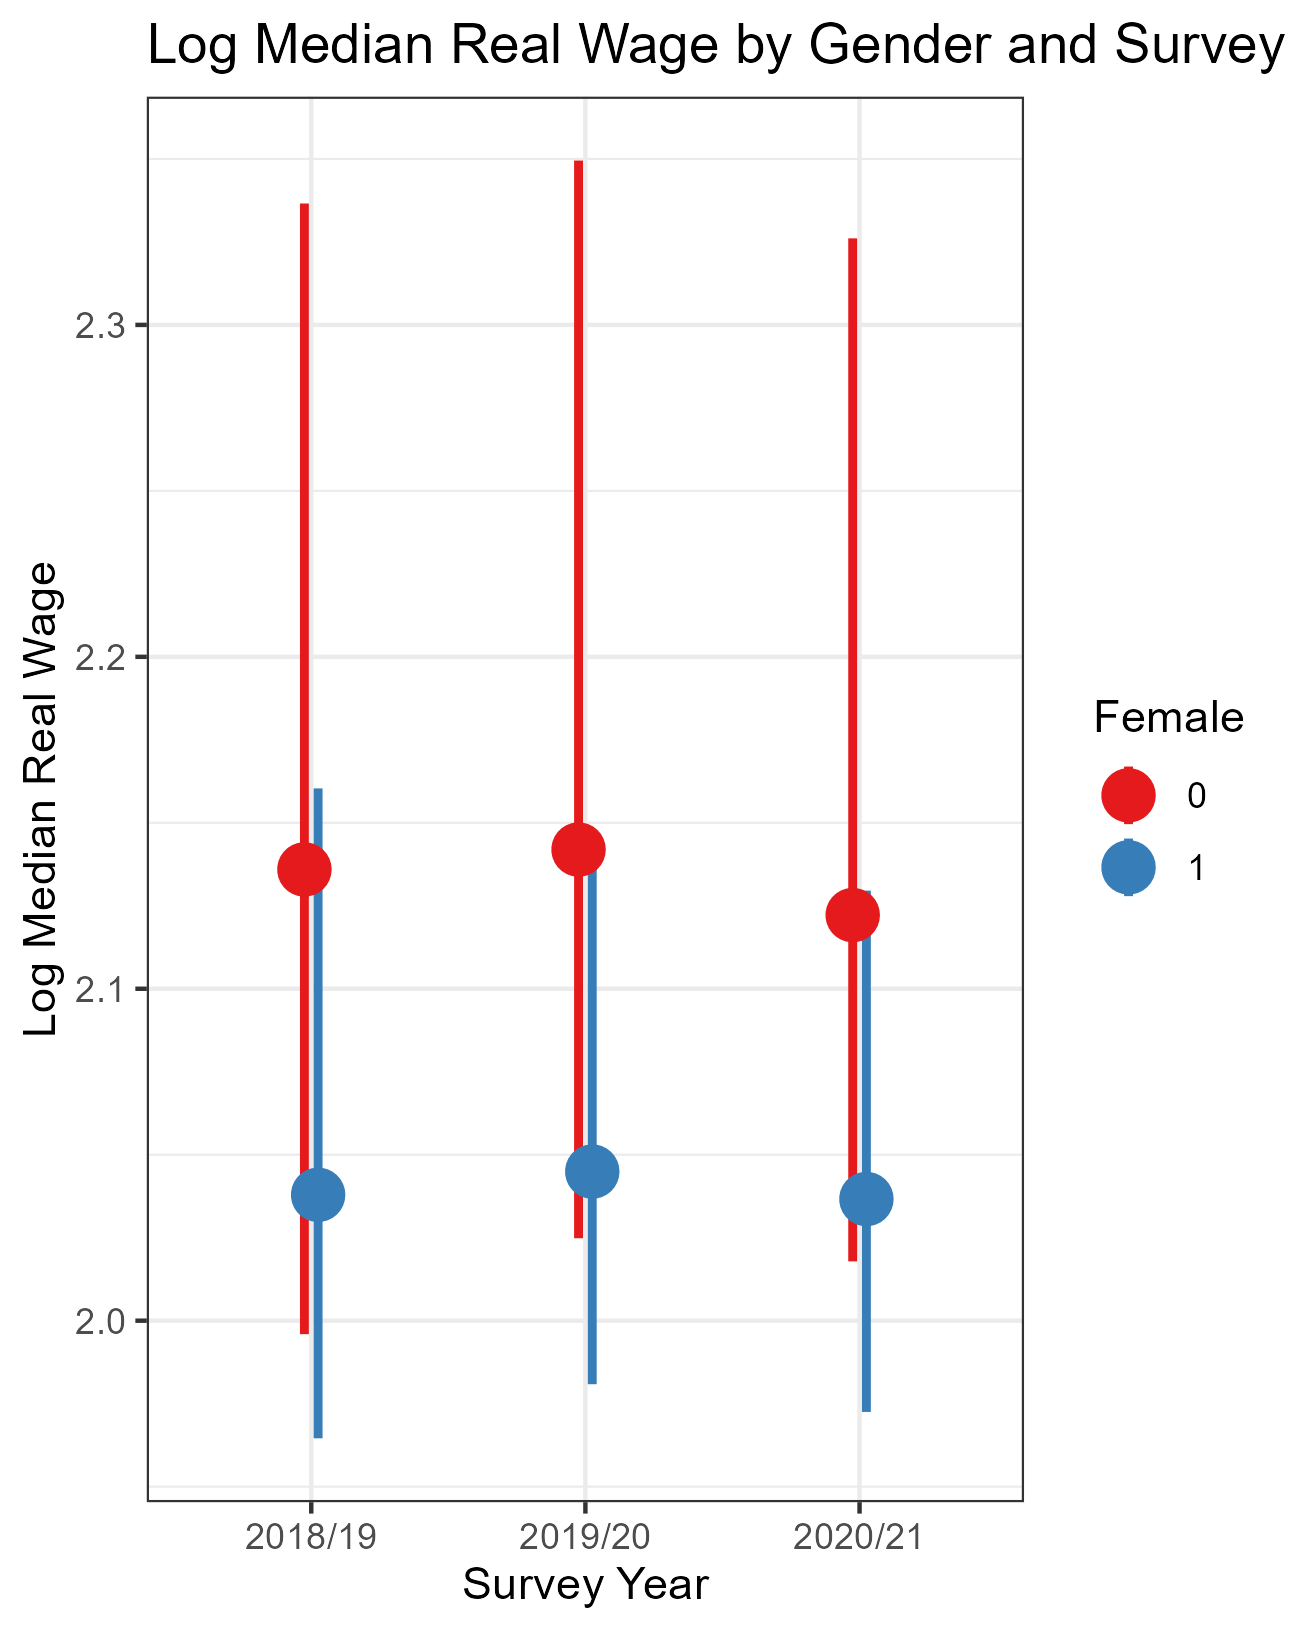 Log Median Real Wage by Gender and Survey
Log Median Real Wage
2.3
2.2
2.1
2.0
2018/19
2019/20
2020/21
Survey Year
Female
0
1